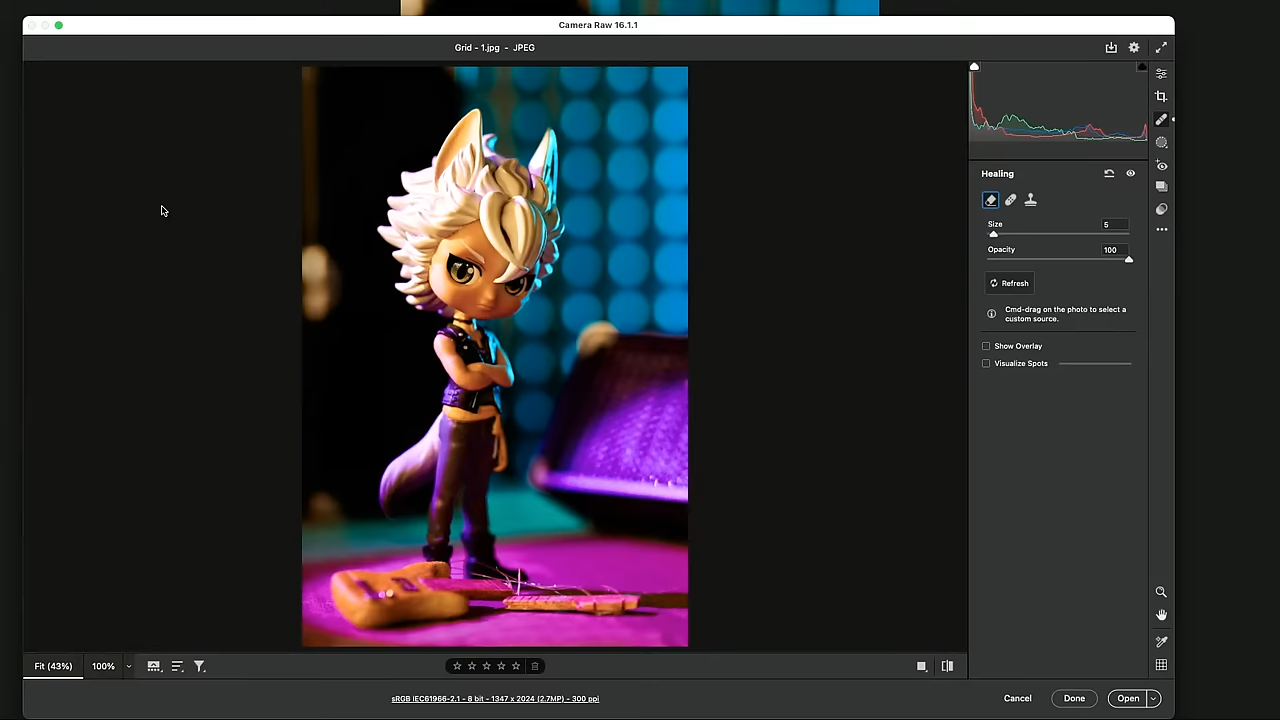 Camera Raw 16.1.1
Grid - 1.jpg - JPEG
Healing
Size 5
Opacity 100
Refresh
Cmd-drag on the photo to select a
custom source.
Show Overlay
Visualize Spots
Fit (43%) 100%
sRGB IEC61966-2.1 - 8 bit - 1347 x 2024 (2.7MP) - 300 ppi
Cancel Done Open